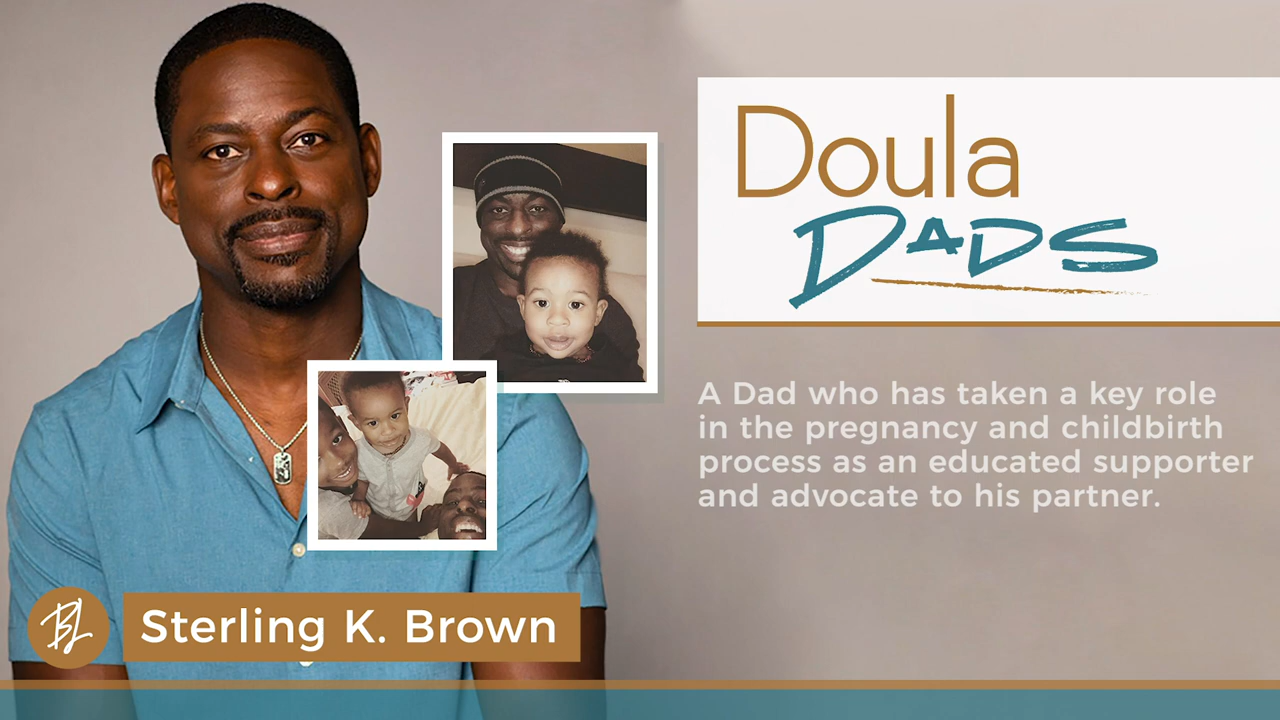 Doula
DADS
A Dad who has taken a key role
in the pregnancy and childbirth
process as an educated supporter
and advocate to his partner.
BL
Sterling K. Brown